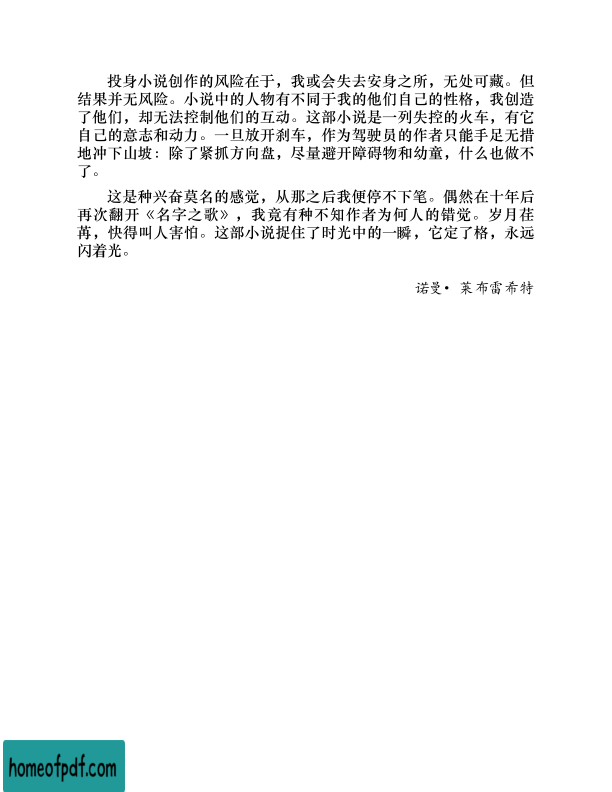 投身小说创作的风险在于，我或会失去安身之所，无处可藏。但
结果并无风险。小说中的人物有不同于我的他们自己的性格，我创造
了他们，却无法控制他们的互动。这部小说是一列失控的火车，有它
自己的意志和动力。一旦放开刹车，作为驾驶员的作者只能手足无措
地冲下山坡：除了紧抓方向盘，尽量避开障碍物和幼童，什么也做不
了。
这是种兴奋莫名的感觉，从那之后我便停不下笔。偶然在十年后
再次翻开《名字之歌》，我竟有种不知作者为何人的错觉。岁月荏
苒，快得叫人害怕。这部小说捉住了时光中的一瞬，它定了格，永远
闪着光。
诺曼• 莱布雷希特
homeofpdf.com